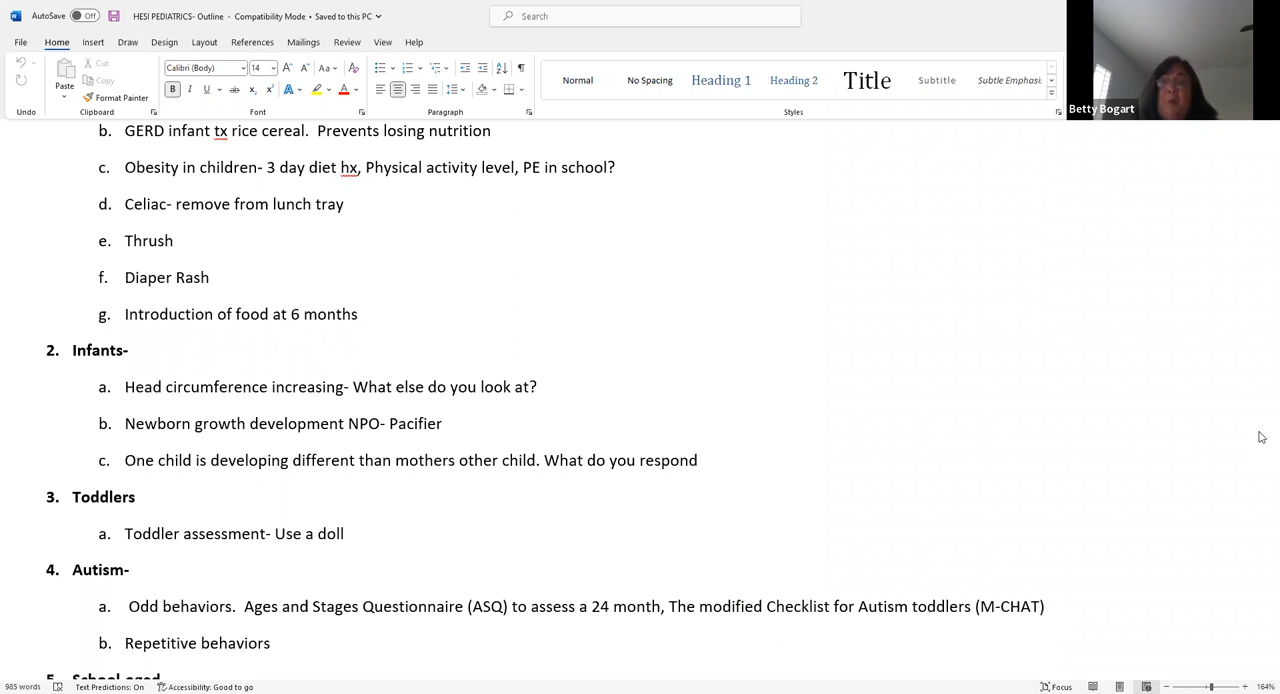 AutoSave Off HESI PEDIATRICS- Outline - Compatibility Mode • Saved to this PC Search
File Home Insert Draw Design Layout References Mailings Review View Help
Cut
Copy
Paste
Format Painter
Calibri (Body) 14 Aa
B I U ab x₂ x² A A
Normal No Spacing Heading 1 Heading 2 Title Subtitle Subtle Emphasis
Undo Clipboard Font Paragraph Styles
Betty Bogart
b. GERD infant tx rice cereal. Prevents losing nutrition
c. Obesity in children- 3 day diet hx, Physical activity level, PE in school?
d. Celiac- remove from lunch tray
e. Thrush
f. Diaper Rash
g. Introduction of food at 6 months
2. Infants-
a. Head circumference increasing- What else do you look at?
b. Newborn growth development NPO- Pacifier
c. One child is developing different than mothers other child. What do you respond
3. Toddlers
a. Toddler assessment- Use a doll
4. Autism-
a. Odd behaviors. Ages and Stages Questionnaire (ASQ) to assess a 24 month, The modified Checklist for Autism toddlers (M-CHAT)
b. Repetitive behaviors
5. School aged
985 words Text Predictions: On Accessibility: Good to go Focus 164%